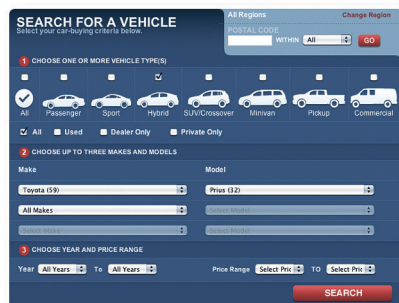 SEARCH FOR A VEHICLE
Select your car-buying criteria below.
All Regions Change Region
POSTAL CODE
WITHIN All GO
1 CHOOSE ONE OR MORE VEHICLE TYPE(S)
All Passenger Sport Hybrid SUV/Crossover Minivan Pickup Commercial
All Used Dealer Only Private Only
2 CHOOSE UP TO THREE MAKES AND MODELS
Make Model
Toyota (59) Prius (32)
All Makes Select Model
Select Make Select Model
3 CHOOSE YEAR AND PRICE RANGE
Year All Years To All Years Price Range Select Pric TO Select Pric
SEARCH